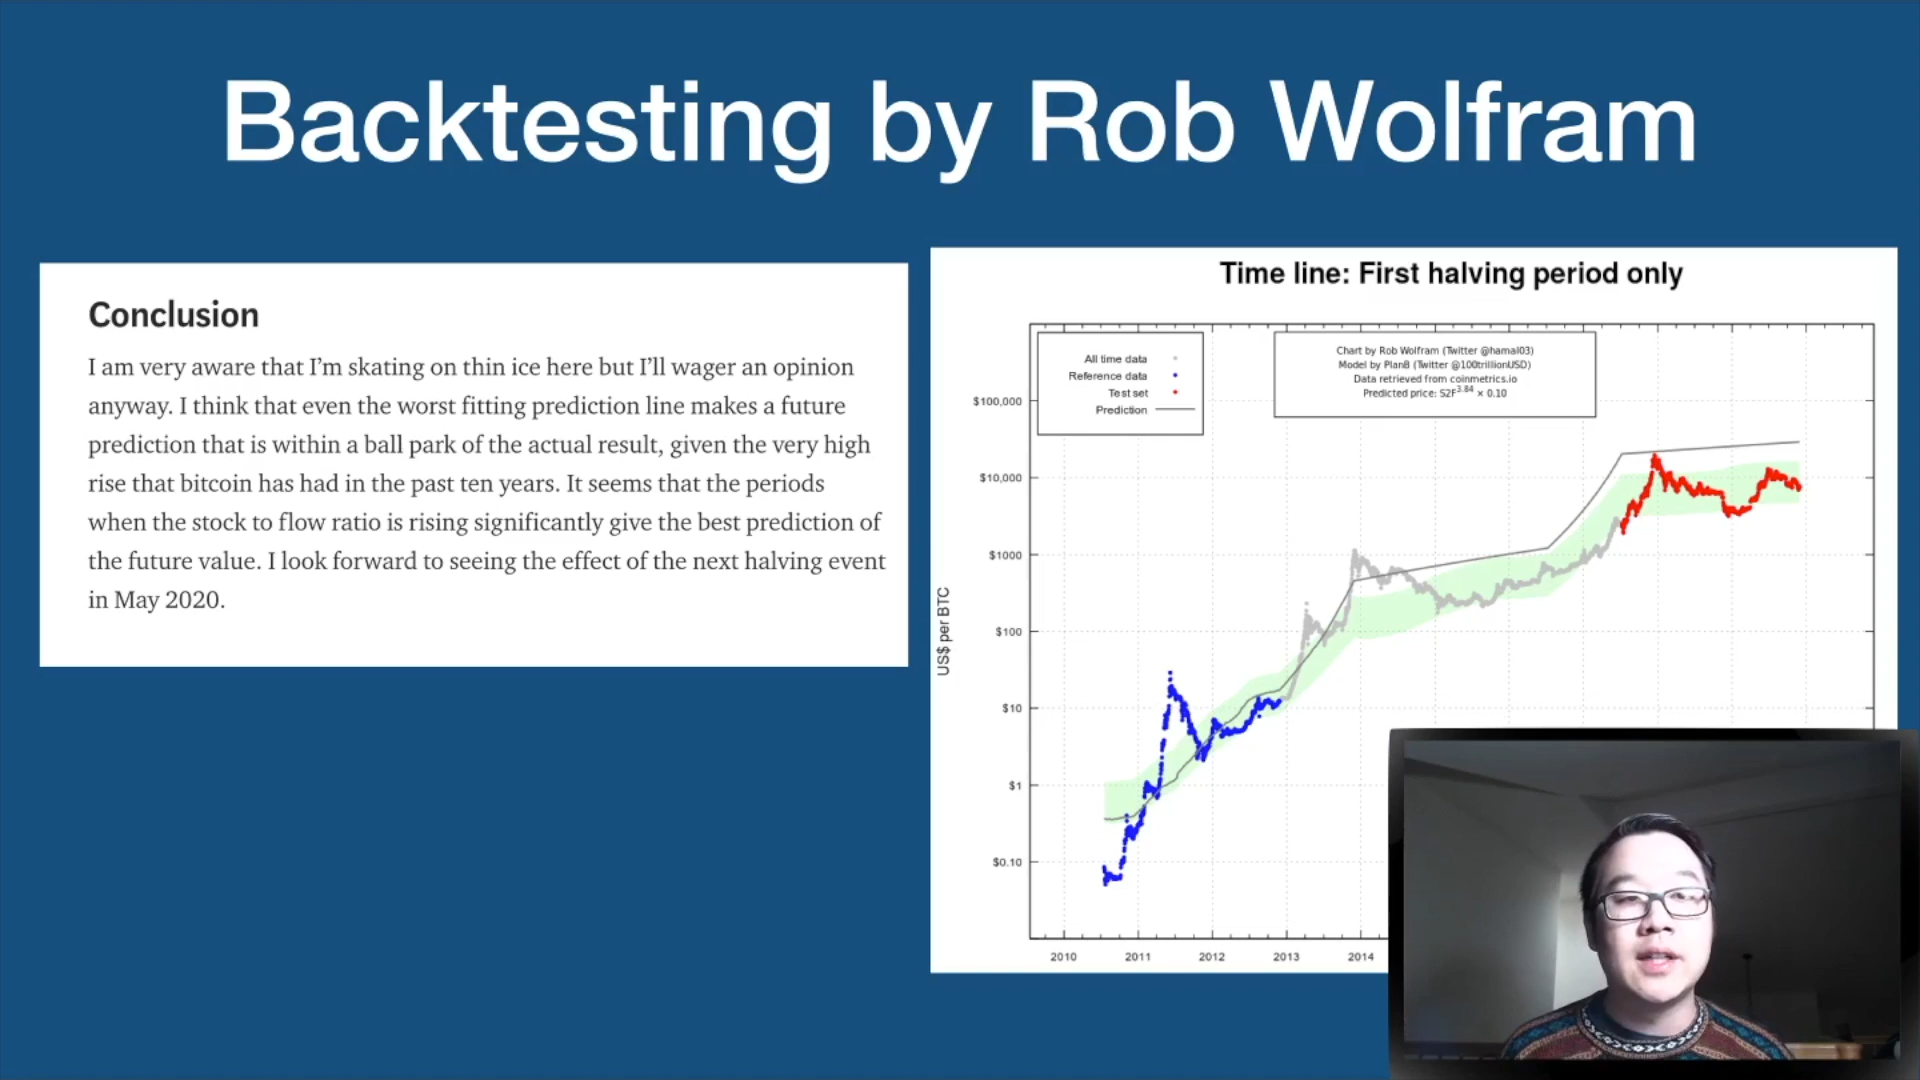 Backtesting by Rob Wolfram
Conclusion
I am very aware that I’m skating on thin ice here but I’ll wager an opinion
anyway. I think that even the worst fitting prediction line makes a future
prediction that is within a ball park of the actual result, given the very high
rise that bitcoin has had in the past ten years. It seems that the periods
when the stock to flow ratio is rising significantly give the best prediction of
the future value. I look forward to seeing the effect of the next halving event
in May 2020.
Time line: First halving period only
All time data
Reference data
Test set
Prediction
Chart by Rob Wolfram (Twitter @hamal03)
Model by PlanB (Twitter @100trillionUSD)
Data retrieved from coinmetrics.io
Predicted price: S2F^3.84 × 0.10
US$ per BTC
$100,000
$10,000
$1000
$100
$10
$1
$0.10
2010 2011 2012 2013 2014